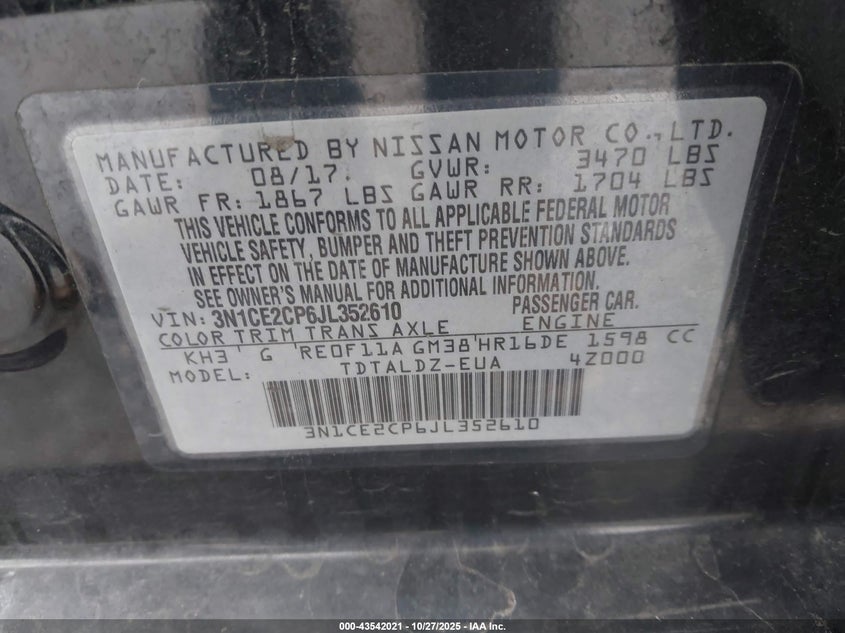 MANUFACTURED BY NISSAN MOTOR CO., LTD.
DATE: 08/17. GVWR: 3470 LBS
GAWR FR: 1867 LBS GAWR RR: 1704 LBS
THIS VEHICLE CONFORMS TO ALL APPLICABLE FEDERAL MOTOR
VEHICLE SAFETY, BUMPER AND THEFT PREVENTION STANDARDS
IN EFFECT ON THE DATE OF MANUFACTURE SHOWN ABOVE.
SEE OWNER'S MANUAL FOR ADDITIONAL INFORMATION.
VIN: 3N1CE2CP6JL352610 PASSENGER CAR.
COLOR TRIM TRANS AXLE ENGINE
KH3 G RE0F11A GM38 HR16DE 1598 CC
MODEL: TDTALDZ-EUA 4Z000
3N1CE2CP6JL352610
000-43542021 | 10/27/2025 - IAA Inc.